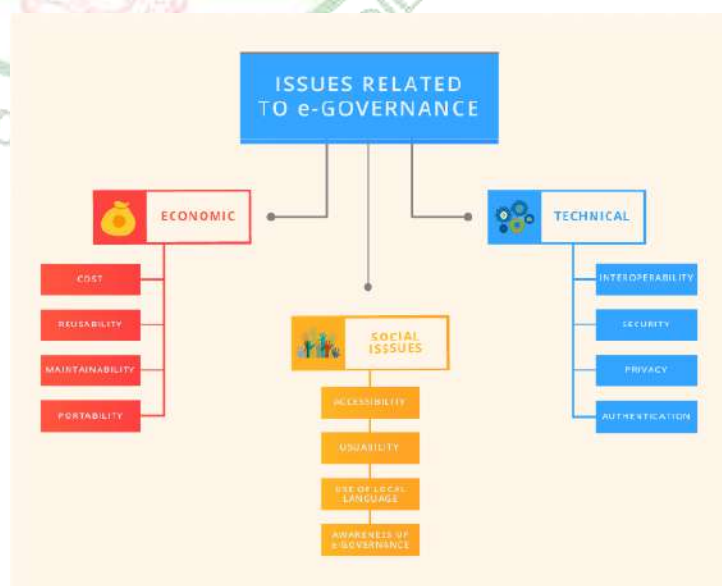 ISSUES RELATED
TO e-GOVERNANCE
ECONOMIC
COST
REUSABILITY
MAINTAINABILITY
PORTABILITY
SOCIAL
ISSSUES
ACCESSIBILITY
USUABILITY
USE OF LOCAL
LANGUAGE
AWARENESS OF
e-GOVERNANCE
TECHNICAL
INTEROPERABILITY
SECURITY
PRIVACY
AUTHENTICATION